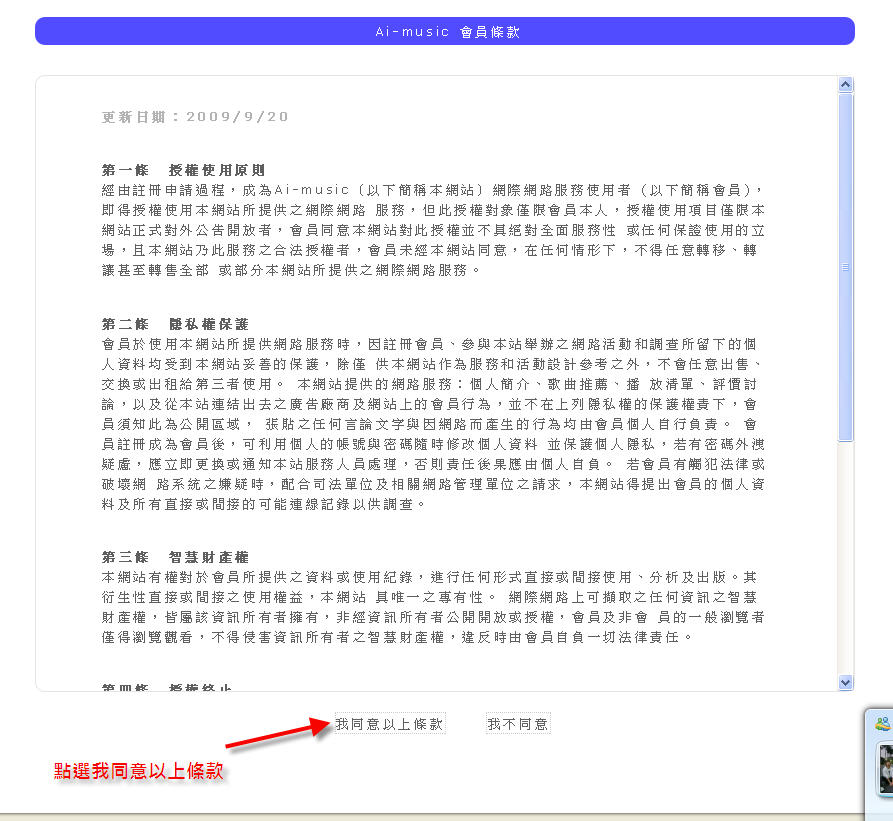 Ai-music 會員條款
更新日期：2009/9/20
第一條　授權使用原則
經由註冊申請過程，成為Ai-music（以下簡稱本網站）網際網路服務使用者（以下簡稱會員），
即得授權使用本網站所提供之網際網路 服務，但此授權對象僅限會員本人，授權使用項目僅限本
網站正式對外公告開放者，會員同意本網站對此授權並不具絕對全面服務性 或任何保證使用的立
場，且本網站乃此服務之合法授權者，會員未經本網站同意，在任何情形下，不得任意轉移、轉
讓甚至轉售全部 或部分本網站所提供之網際網路服務。
第二條　隱私權保護
會員於使用本網站所提供網路服務時，因註冊會員、參與本站舉辦之網路活動和調查所留下的個
人資料均受到本網站妥善的保護，除僅 供本網站作為服務和活動設計參考之外，不會任意出售、
交換或出租給第三者使用。 本網站提供的網路服務：個人簡介、歌曲推薦、播 放清單、評價討
論，以及從本站連結出去之廣告廠商及網站上的會員行為，並不在上列隱私權的保護權責下，會
員須知此為公開區域， 張貼之任何言論文字與因網路而產生的行為均由會員個人自行負責。 會
員註冊成為會員後，可利用個人的帳號與密碼隨時修改個人資料 並保護個人隱私，若有密碼外洩
疑慮，應立即更換或通知本站服務人員處理，否則責任後果應由個人自負。 若會員有觸犯法律或
破壞網 路系統之嫌疑時，配合司法單位及相關網路管理單位之請求，本網站得提出會員的個人資
料及所有直接或間接的可能連線記錄以供調查。
第三條　智慧財產權
本網站有權對於會員所提供之資料或使用紀錄，進行任何形式直接或間接使用、分析及出版。其
衍生性直接或間接之使用權益，本網站 具唯一之專有性。 網際網路上可擷取之任何資訊之智慧
財產權，皆屬該資訊所有者擁有，非經資訊所有者公開開放或授權，會員及非會 員的一般瀏覽者
僅得瀏覽觀看，不得侵害資訊所有者之智慧財產權，違反時由會員自負一切法律責任。
第四條　授權終止
我同意以上條款　我不同意
點選我同意以上條款